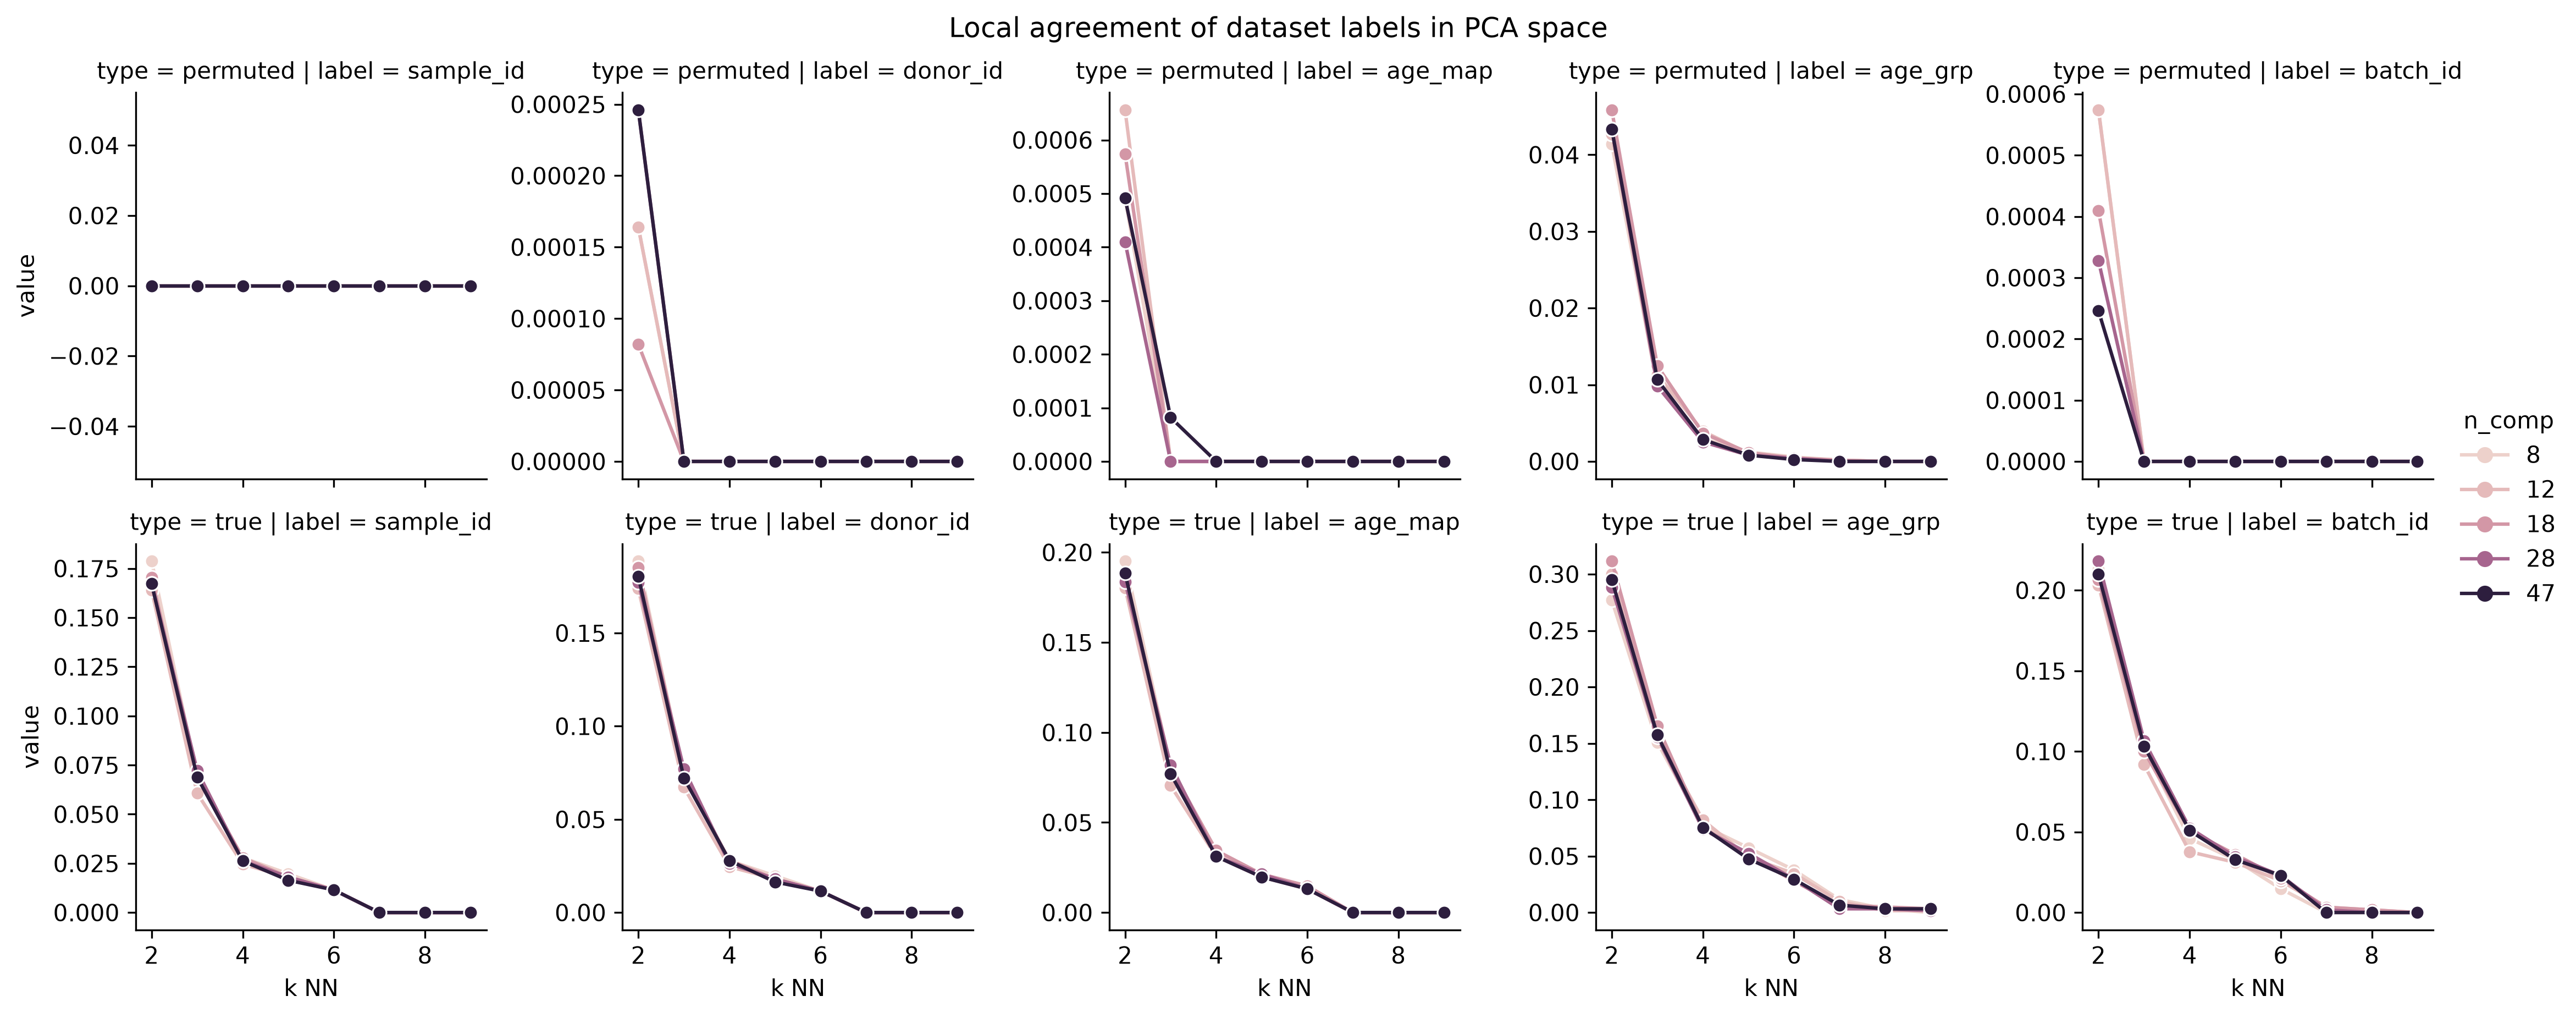 Local agreement of dataset labels in PCA space
type = permuted | label = sample_id
type = permuted | label = donor_id
type = permuted | label = age_map
type = permuted | label = age_grp
type = permuted | label = batch_id
value
0.04
0.02
0.00
−0.02
−0.04
0.00025
0.00020
0.00015
0.00010
0.00005
0.00000
0.0006
0.0005
0.0004
0.0003
0.0002
0.0001
0.0000
0.04
0.03
0.02
0.01
0.00
0.0006
0.0005
0.0004
0.0003
0.0002
0.0001
0.0000
n_comp
8
12
18
28
47
type = true | label = sample_id
type = true | label = donor_id
type = true | label = age_map
type = true | label = age_grp
type = true | label = batch_id
value
0.175
0.150
0.125
0.100
0.075
0.050
0.025
0.000
2 4 6 8
k NN
0.15
0.10
0.05
0.00
2 4 6 8
k NN
0.20
0.15
0.10
0.05
0.00
2 4 6 8
k NN
0.30
0.25
0.20
0.15
0.10
0.05
0.00
2 4 6 8
k NN
0.20
0.15
0.10
0.05
0.00
2 4 6 8
k NN